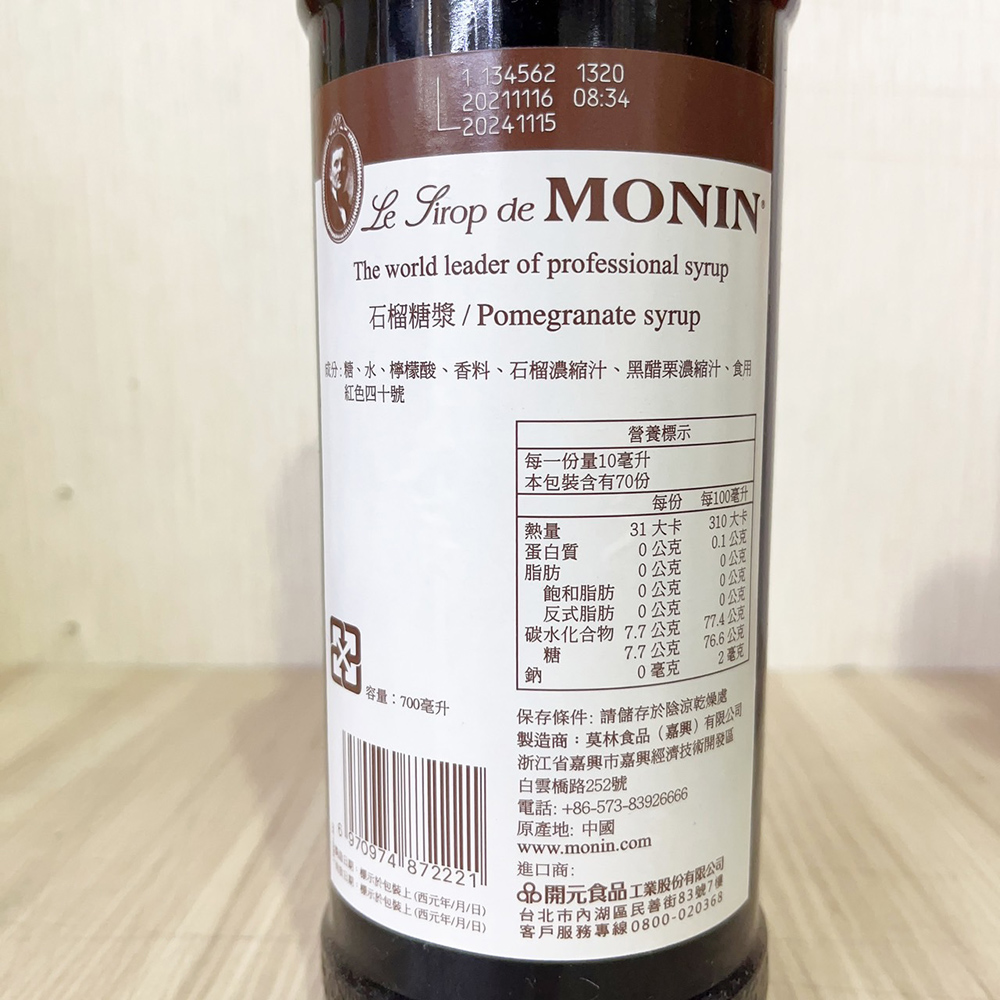 1 134562 1320
20211116 08:34
20241115
Le Sirop de MONIN®
The world leader of professional syrup
石榴糖漿 / Pomegranate syrup
成分：糖、水、檸檬酸、香料、石榴濃縮汁、黑醋栗濃縮汁、食用
紅色四十號
營養標示
每一份量10毫升
本包裝含有70份
每份 每100毫升
熱量 31 大卡 310 大卡
蛋白質 0 公克 0.1 公克
脂肪 0 公克 0 公克
飽和脂肪 0 公克 0 公克
反式脂肪 0 公克 0 公克
碳水化合物 7.7 公克 77.4 公克
糖 7.7 公克 76.6 公克
鈉 0 毫克 2 毫克
容量：700毫升
保存條件: 請儲存於陰涼乾燥處
製造商：莫林食品（嘉興）有限公司
浙江省嘉興市嘉興經濟技術開發區
白雲橋路252號
電話: +86-573-83926666
原產地: 中國
www.monin.com
進口商:
開元食品工業股份有限公司
台北市內湖區民善街83號7樓
客戶服務專線0800-020368
6 970974 872221
標示於包裝上 (西元年/月/日)
標示於包裝上 (西元年/月/日)